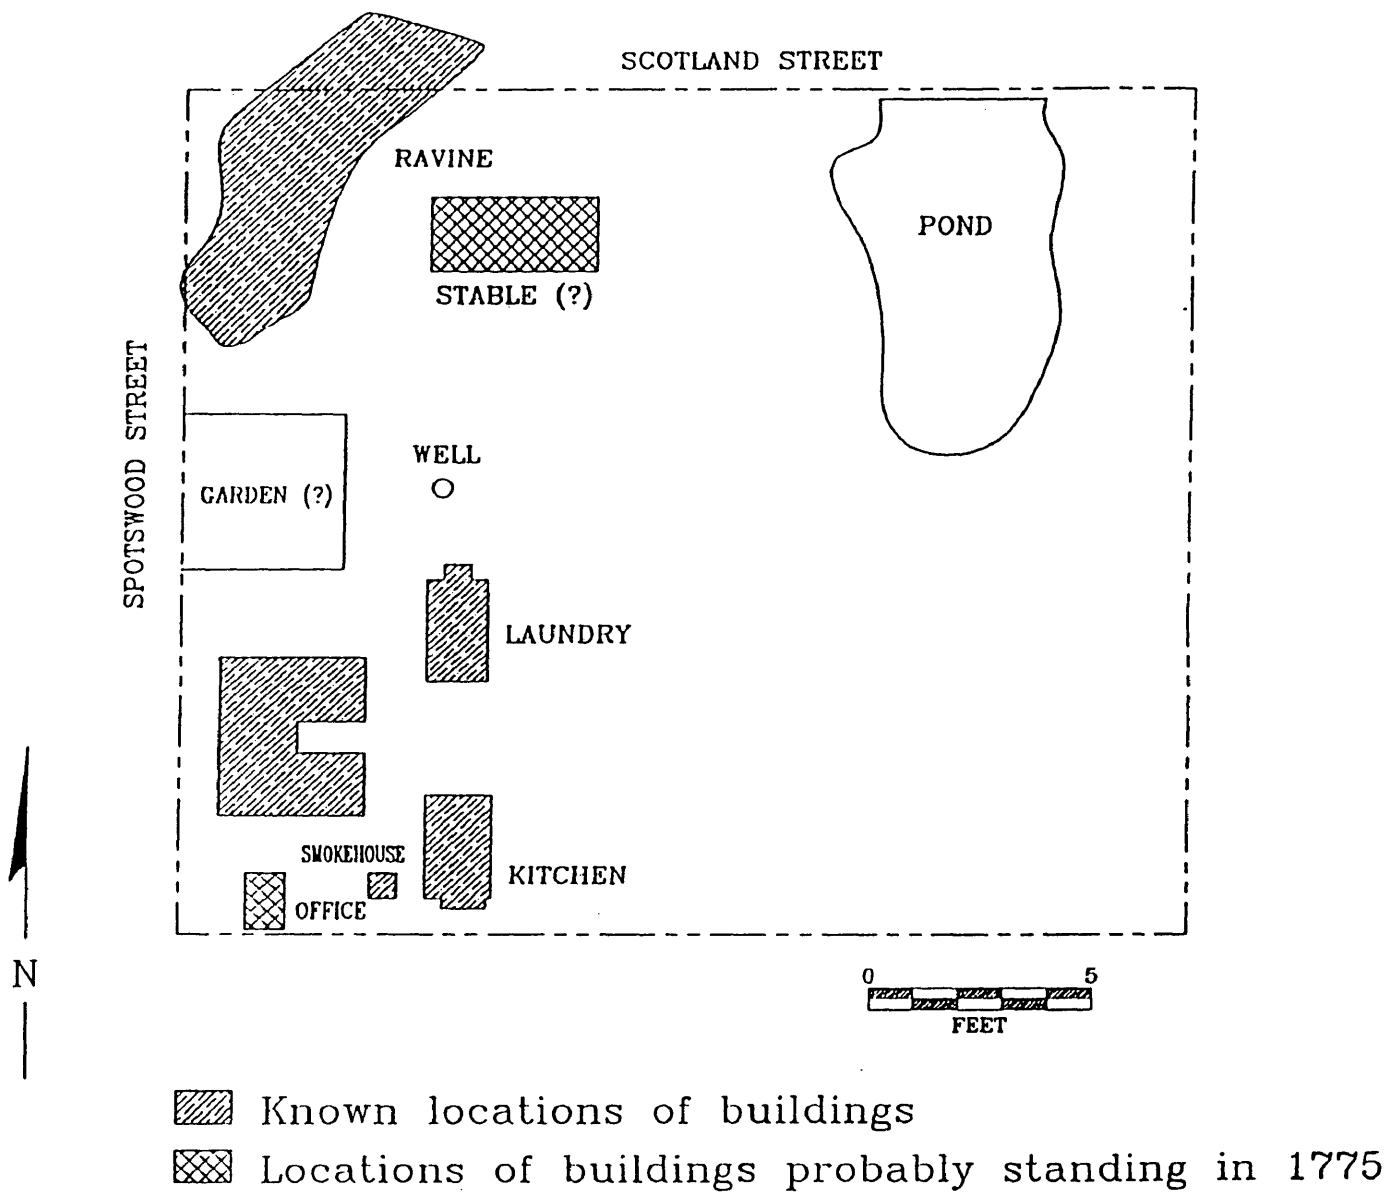 SCOTLAND STREET
RAVINE
STABLE (?)
POND
SPOTSWOOD STREET
WELL
GARDEN (?)
LAUNDRY
SMOKEHOUSE
KITCHEN
OFFICE
N
0 5
FEET
Known locations of buildings
Locations of buildings probably standing in 1775